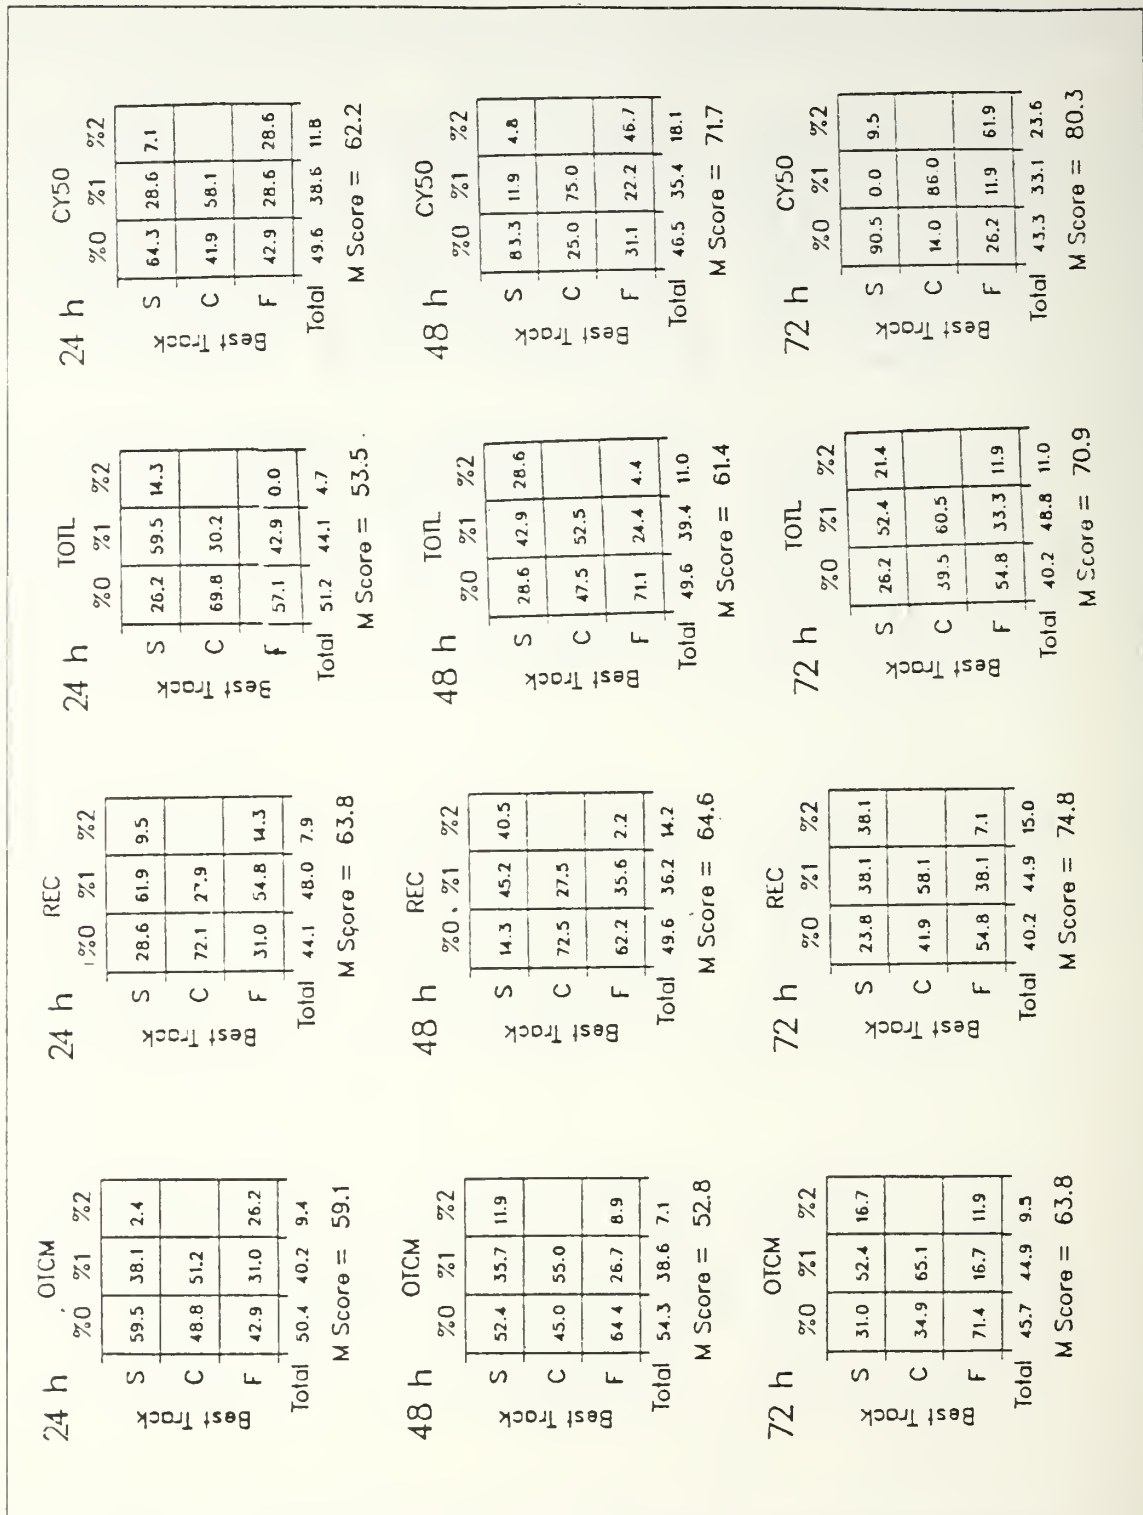 24 h OTCM
%0 %1 %2
Best Track
S 59.5 38.1 2.4
C 48.8 51.2
F 42.9 31.0 26.2
Total 50.4 40.2 9.4
M Score = 59.1
24 h REC
%0 %1 %2
Best Track
S 28.6 61.9 9.5
C 72.1 27.9
F 31.0 54.8 14.3
Total 44.1 48.0 7.9
M Score = 63.8
24 h TOTL
%0 %1 %2
Best Track
S 26.2 59.5 14.3
C 69.8 30.2
F 57.1 42.9 0.0
Total 51.2 44.1 4.7
M Score = 53.5
24 h CY50
%0 %1 %2
Best Track
S 64.3 28.6 7.1
C 41.9 58.1
F 42.9 28.6 28.6
Total 49.6 38.6 11.8
M Score = 62.2
48 h OTCM
%0 %1 %2
Best Track
S 52.4 35.7 11.9
C 45.0 55.0
F 64.4 26.7 8.9
Total 54.3 38.6 7.1
M Score = 52.8
48 h REC
%0 %1 %2
Best Track
S 14.3 45.2 40.5
C 72.5 27.5
F 62.2 35.6 2.2
Total 49.6 36.2 14.2
M Score = 64.6
48 h TOTL
%0 %1 %2
Best Track
S 28.6 42.9 28.6
C 47.5 52.5
F 71.1 24.4 4.4
Total 49.6 39.4 11.0
M Score = 61.4
48 h CY50
%0 %1 %2
Best Track
S 83.3 11.9 4.8
C 25.0 75.0
F 31.1 22.2 46.7
Total 46.5 35.4 18.1
M Score = 71.7
72 h OTCM
%0 %1 %2
Best Track
S 31.0 52.4 16.7
C 34.9 65.1
F 71.4 16.7 11.9
Total 45.7 44.9 9.5
M Score = 63.8
72 h REC
%0 %1 %2
Best Track
S 23.8 38.1 38.1
C 41.9 58.1
F 54.8 38.1 7.1
Total 40.2 44.9 15.0
M Score = 74.8
72 h TOTL
%0 %1 %2
Best Track
S 26.2 52.4 21.4
C 39.5 60.5
F 54.8 33.3 11.9
Total 40.2 48.8 11.0
M Score = 70.9
72 h CY50
%0 %1 %2
Best Track
S 90.5 0.0 9.5
C 14.0 86.0
F 26.2 11.9 61.9
Total 43.3 33.1 23.6
M Score = 80.3